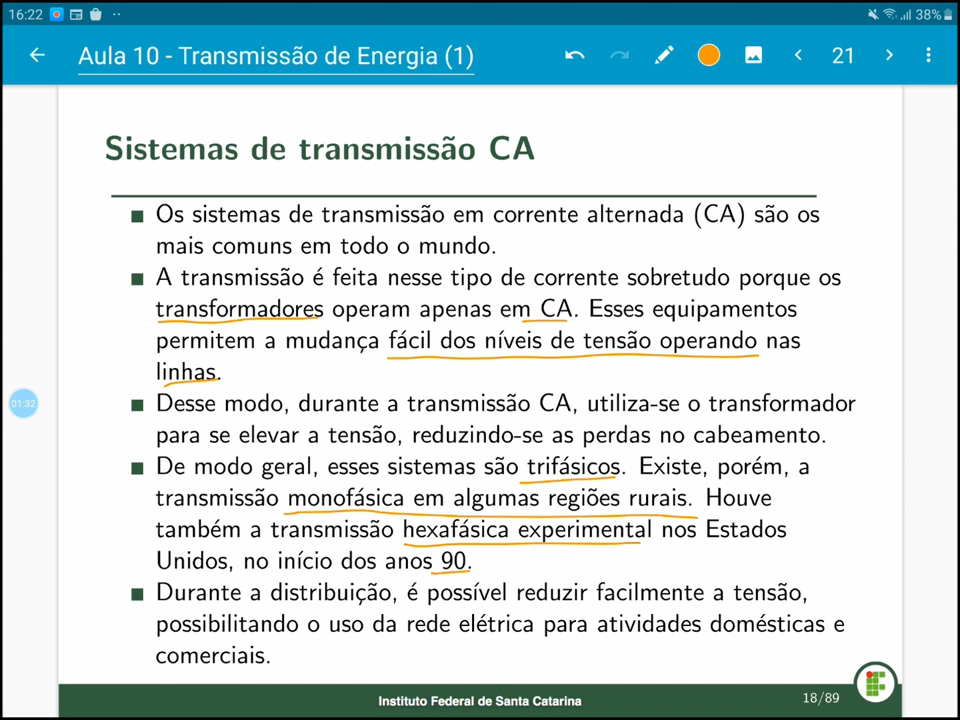 16:22
38%
Aula 10 - Transmissão de Energia (1)
21
Sistemas de transmissão CA
Os sistemas de transmissão em corrente alternada (CA) são os
mais comuns em todo o mundo.
A transmissão é feita nesse tipo de corrente sobretudo porque os
transformadores operam apenas em CA. Esses equipamentos
permitem a mudança fácil dos níveis de tensão operando nas
linhas.
01:32
Desse modo, durante a transmissão CA, utiliza-se o transformador
para se elevar a tensão, reduzindo-se as perdas no cabeamento.
De modo geral, esses sistemas são trifásicos. Existe, porém, a
transmissão monofásica em algumas regiões rurais. Houve
também a transmissão hexafásica experimental nos Estados
Unidos, no início dos anos 90.
Durante a distribuição, é possível reduzir facilmente a tensão,
possibilitando o uso da rede elétrica para atividades domésticas e
comerciais.
Instituto Federal de Santa Catarina
18/89